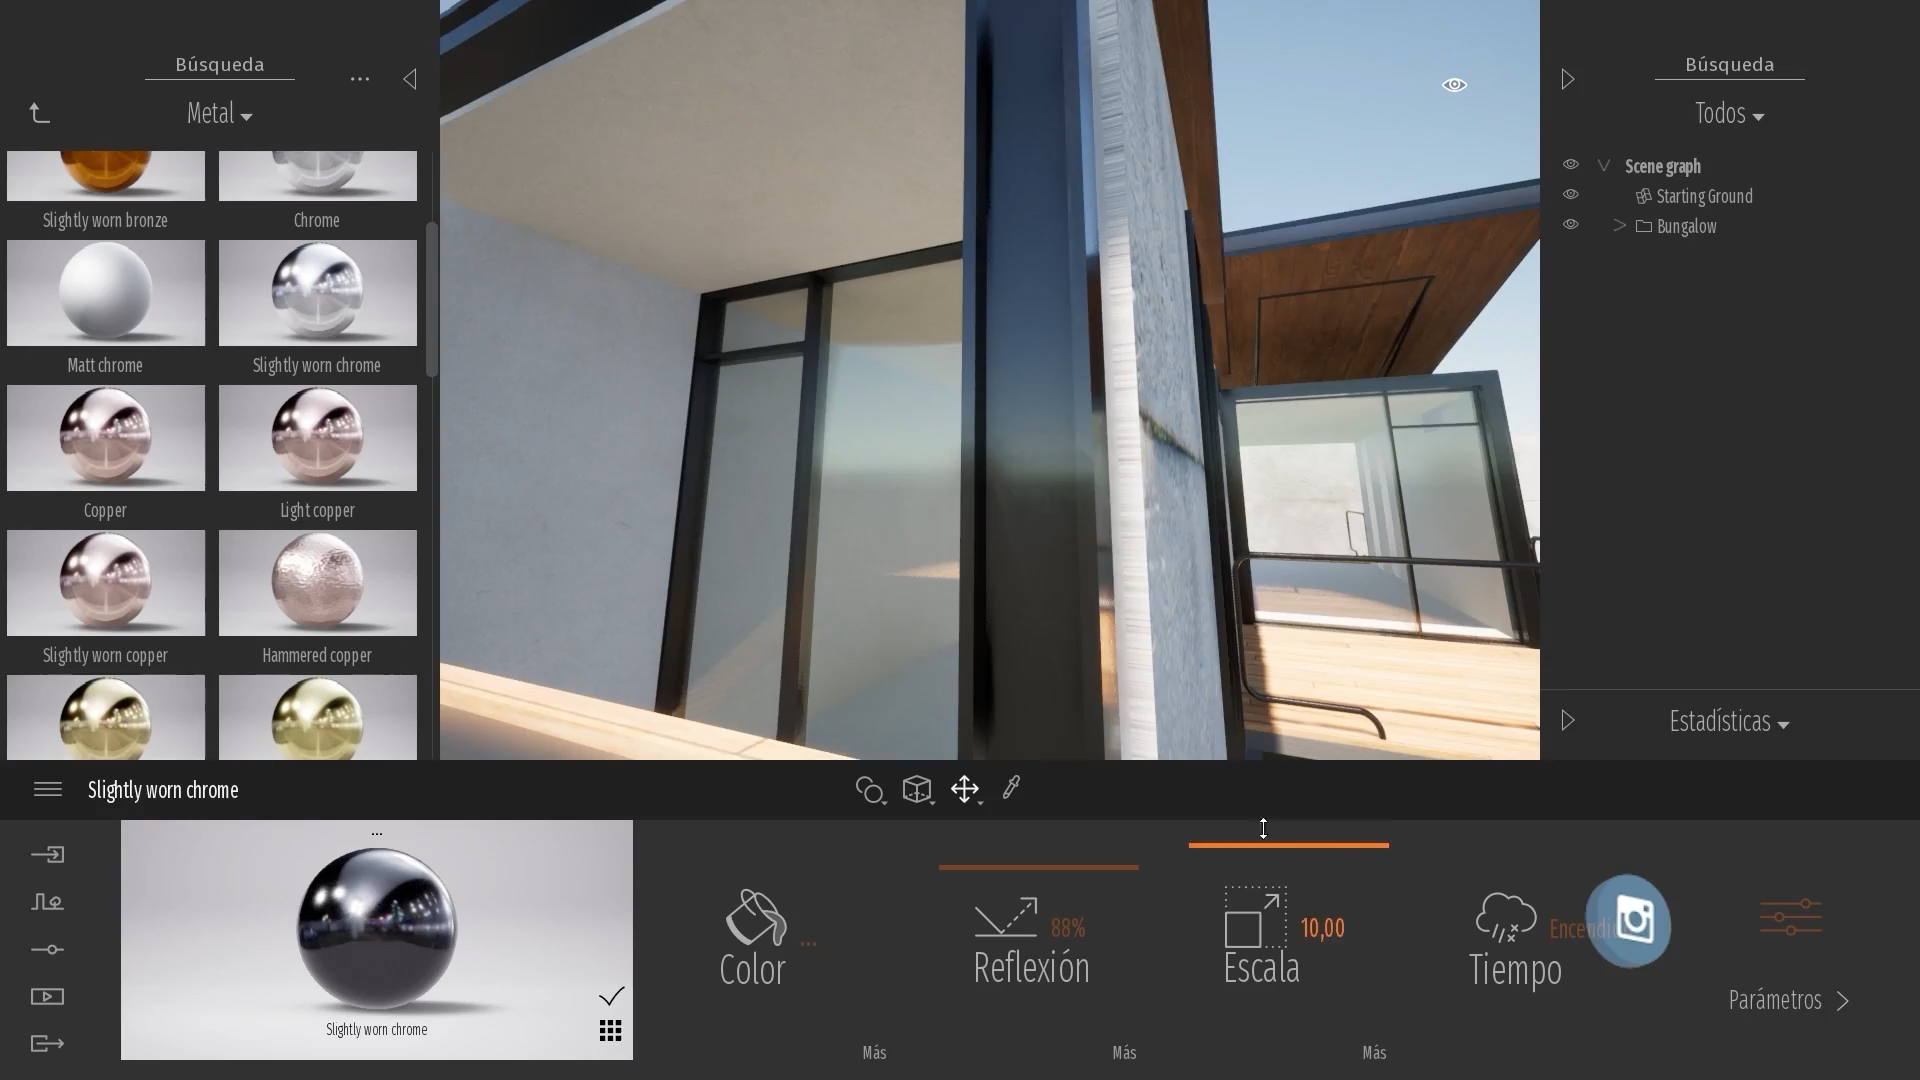 Búsqueda
...
Metal
Slightly worn bronze
Chrome
Matt chrome
Slightly worn chrome
Copper
Light copper
Slightly worn copper
Hammered copper
Búsqueda
Todos
Scene graph
Starting Ground
Bungalow
Estadísticas
Slightly worn chrome
...
Slightly worn chrome
Color
...
Más
Reflexión
88%
Más
Escala
10,00
Más
Tiempo
Parámetros